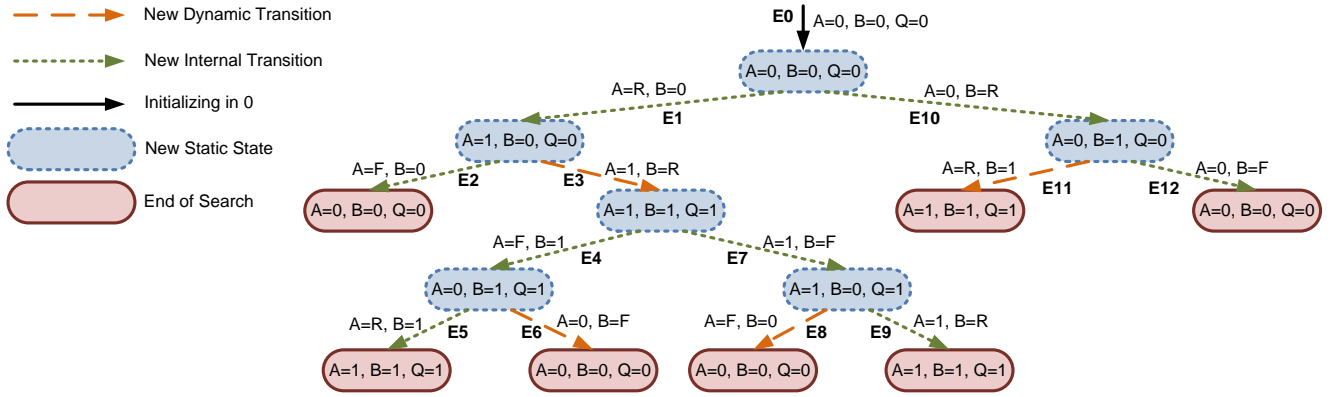 New Dynamic Transition
New Internal Transition
Initializing in 0
New Static State
End of Search
E0 A=0, B=0, Q=0
A=0, B=0, Q=0
A=R, B=0
A=0, B=R
E1
E10
A=1, B=0, Q=0
A=0, B=1, Q=0
A=F, B=0
E2
E3
A=1, B=R
A=R, B=1
E11
E12
A=0, B=F
A=0, B=0, Q=0
A=1, B=1, Q=1
A=1, B=1, Q=1
A=0, B=0, Q=0
A=F, B=1
E4
E7
A=1, B=F
A=0, B=1, Q=1
A=1, B=0, Q=1
A=R, B=1
E5
E6
A=0, B=F
A=F, B=0
E8
E9
A=1, B=R
A=1, B=1, Q=1
A=0, B=0, Q=0
A=0, B=0, Q=0
A=1, B=1, Q=1